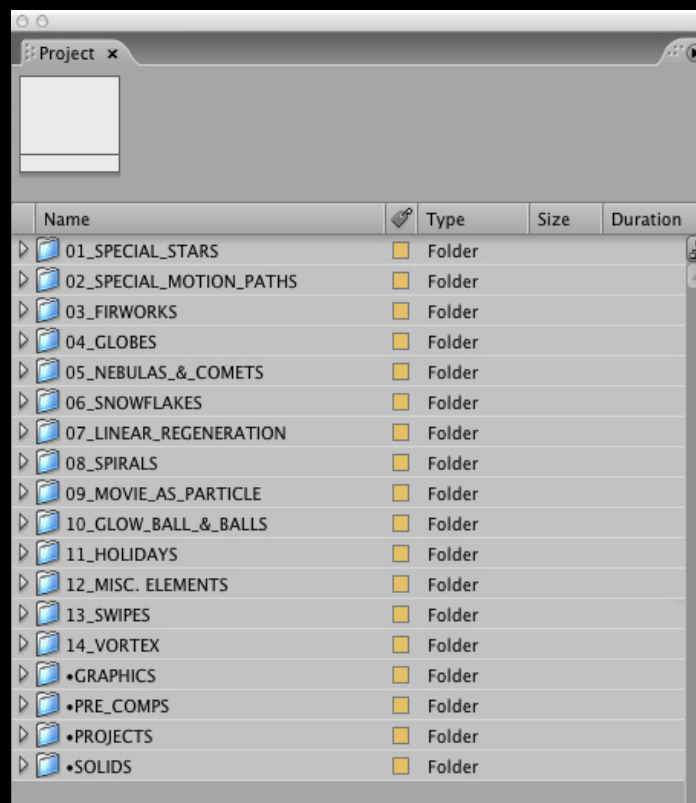 Project ×
Name Type Size Duration
01_SPECIAL_STARS Folder
02_SPECIAL_MOTION_PATHS Folder
03_FIRWORKS Folder
04_GLOBES Folder
05_NEBULAS_&_COMETS Folder
06_SNOWFLAKES Folder
07_LINEAR_REGENERATION Folder
08_SPIRALS Folder
09_MOVIE_AS_PARTICLE Folder
10_GLOW_BALL_&_BALLS Folder
11_HOLIDAYS Folder
12_MISC. ELEMENTS Folder
13_SWIPES Folder
14_VORTEX Folder
•GRAPHICS Folder
•PRE_COMPS Folder
•PROJECTS Folder
•SOLIDS Folder